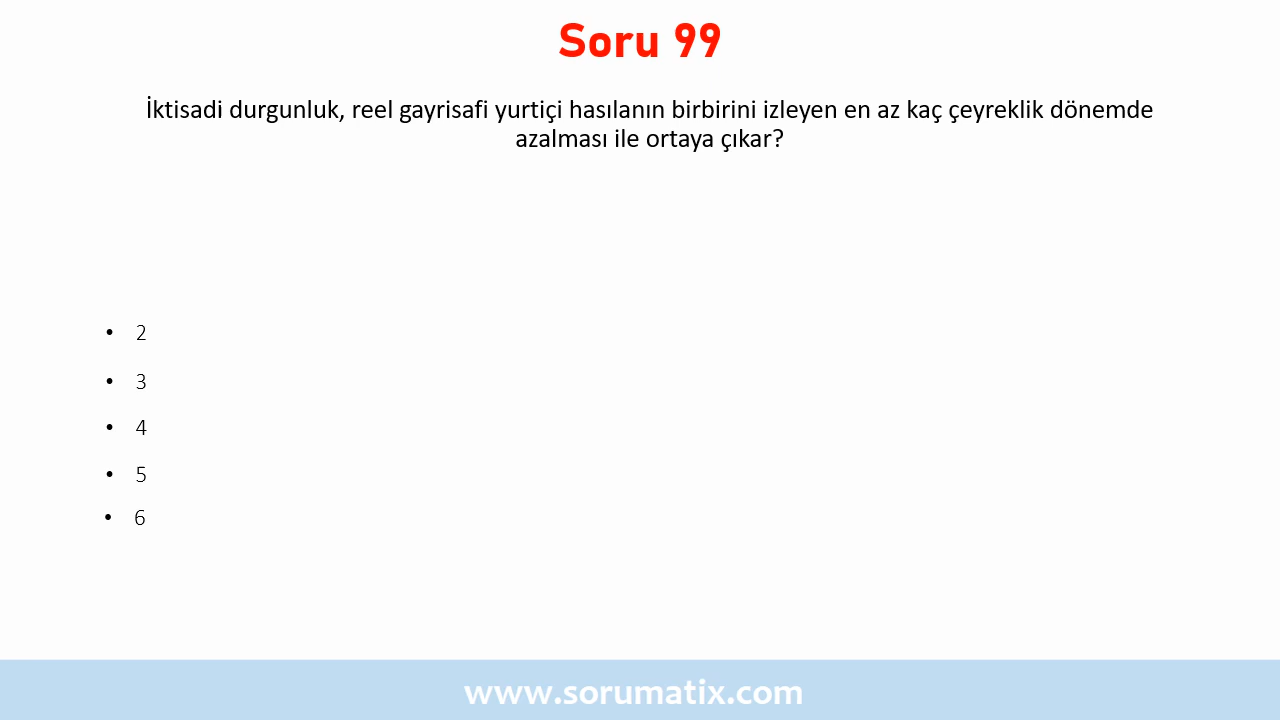 Soru 99
İktisadi durgunluk, reel gayrisafi yurtiçi hasılanın birbirini izleyen en az kaç çeyreklik dönemde
azalması ile ortaya çıkar?
• 2
• 3
• 4
• 5
• 6
www.sorumatix.com